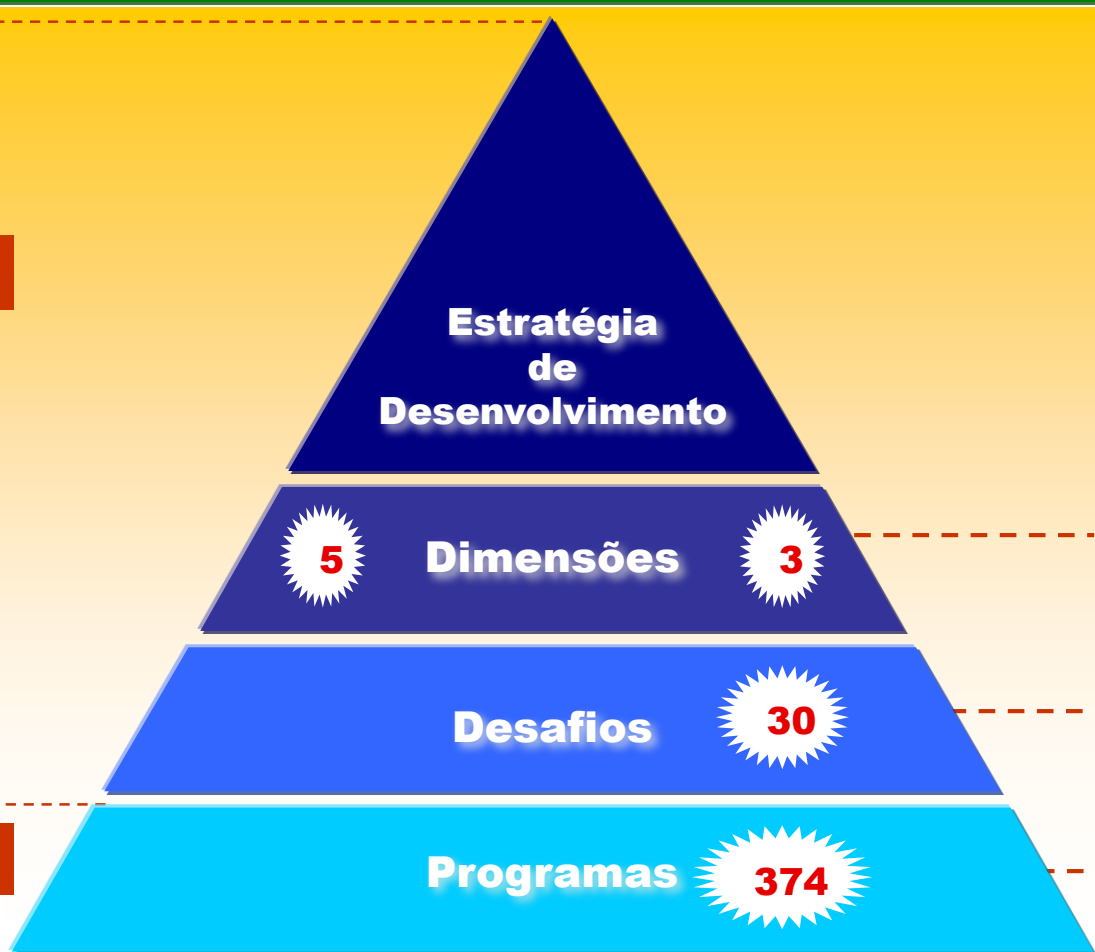 Estratégia
de
Desenvolvimento
5 Dimensões 3
Desafios 30
Programas 374